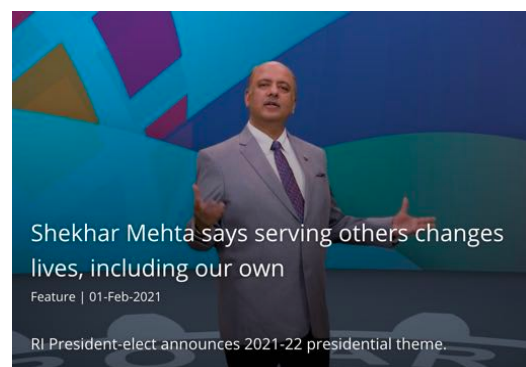 Shekhar Mehta says serving others changes
lives, including our own
Feature | 01-Feb-2021
RI President-elect announces 2021-22 presidential theme.